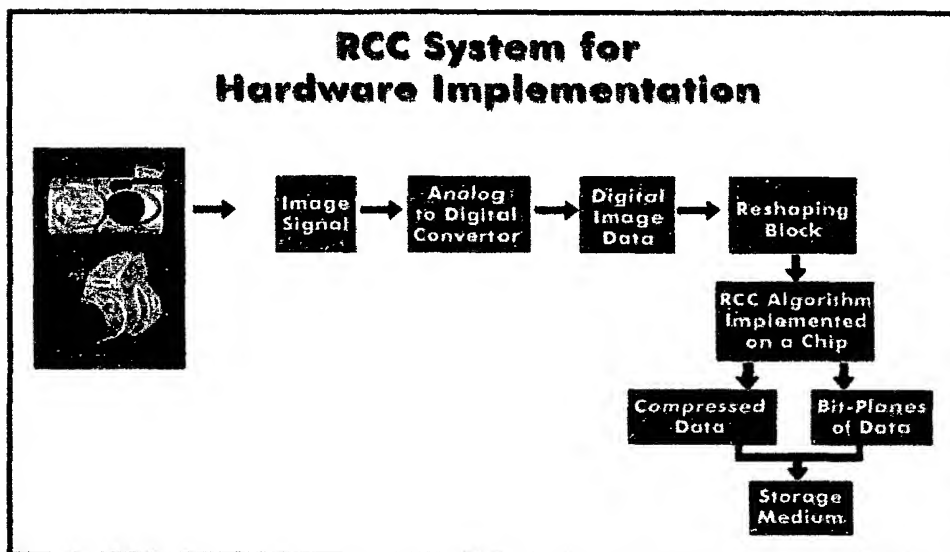 RCC System for
Hardware Implementation
Image
Signal
Analog
to Digital
Convertor
Digital
Image
Data
Reshaping
Block
RCC Algorithm
Implemented
on a Chip
Compressed
Data
Bit-Planes
of Data
Storage
Medium